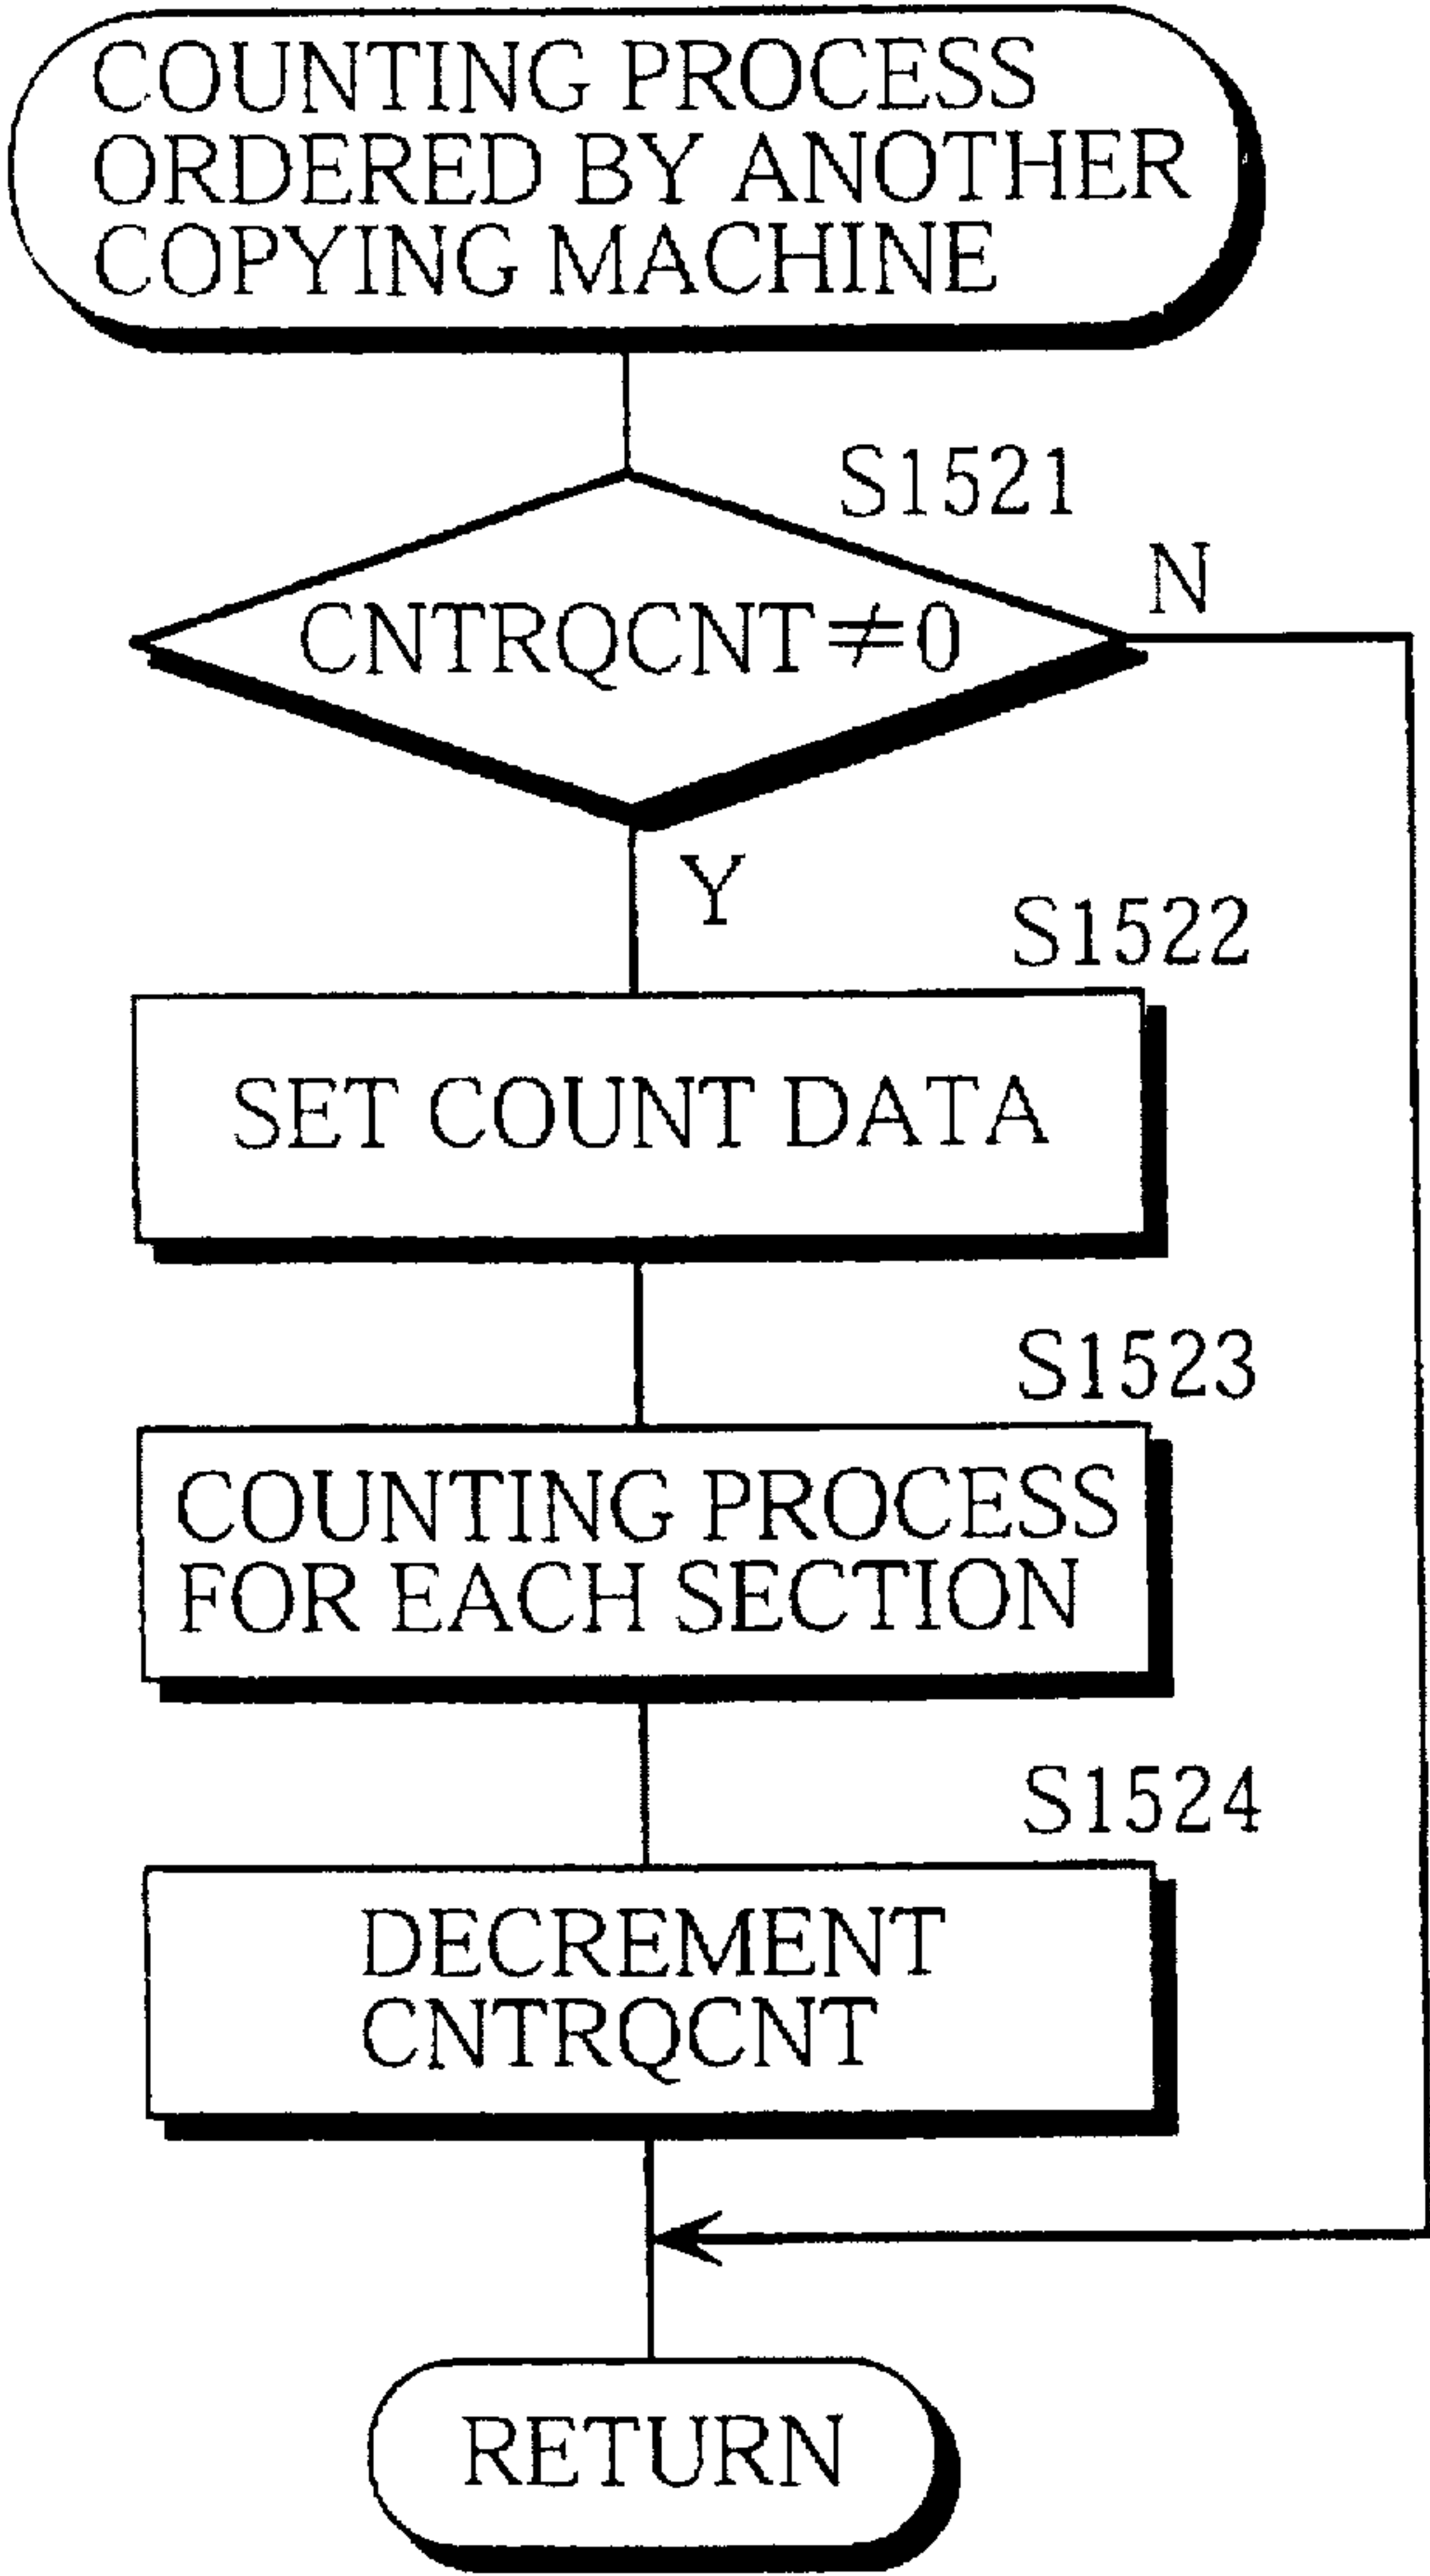 COUNTING PROCESS
ORDERED BY ANOTHER
COPYING MACHINE
S1521
CNTRQCNT≠0
N
Y
S1522
SET COUNT DATA
S1523
COUNTING PROCESS
FOR EACH SECTION
S1524
DECREMENT
CNTRQCNT
RETURN